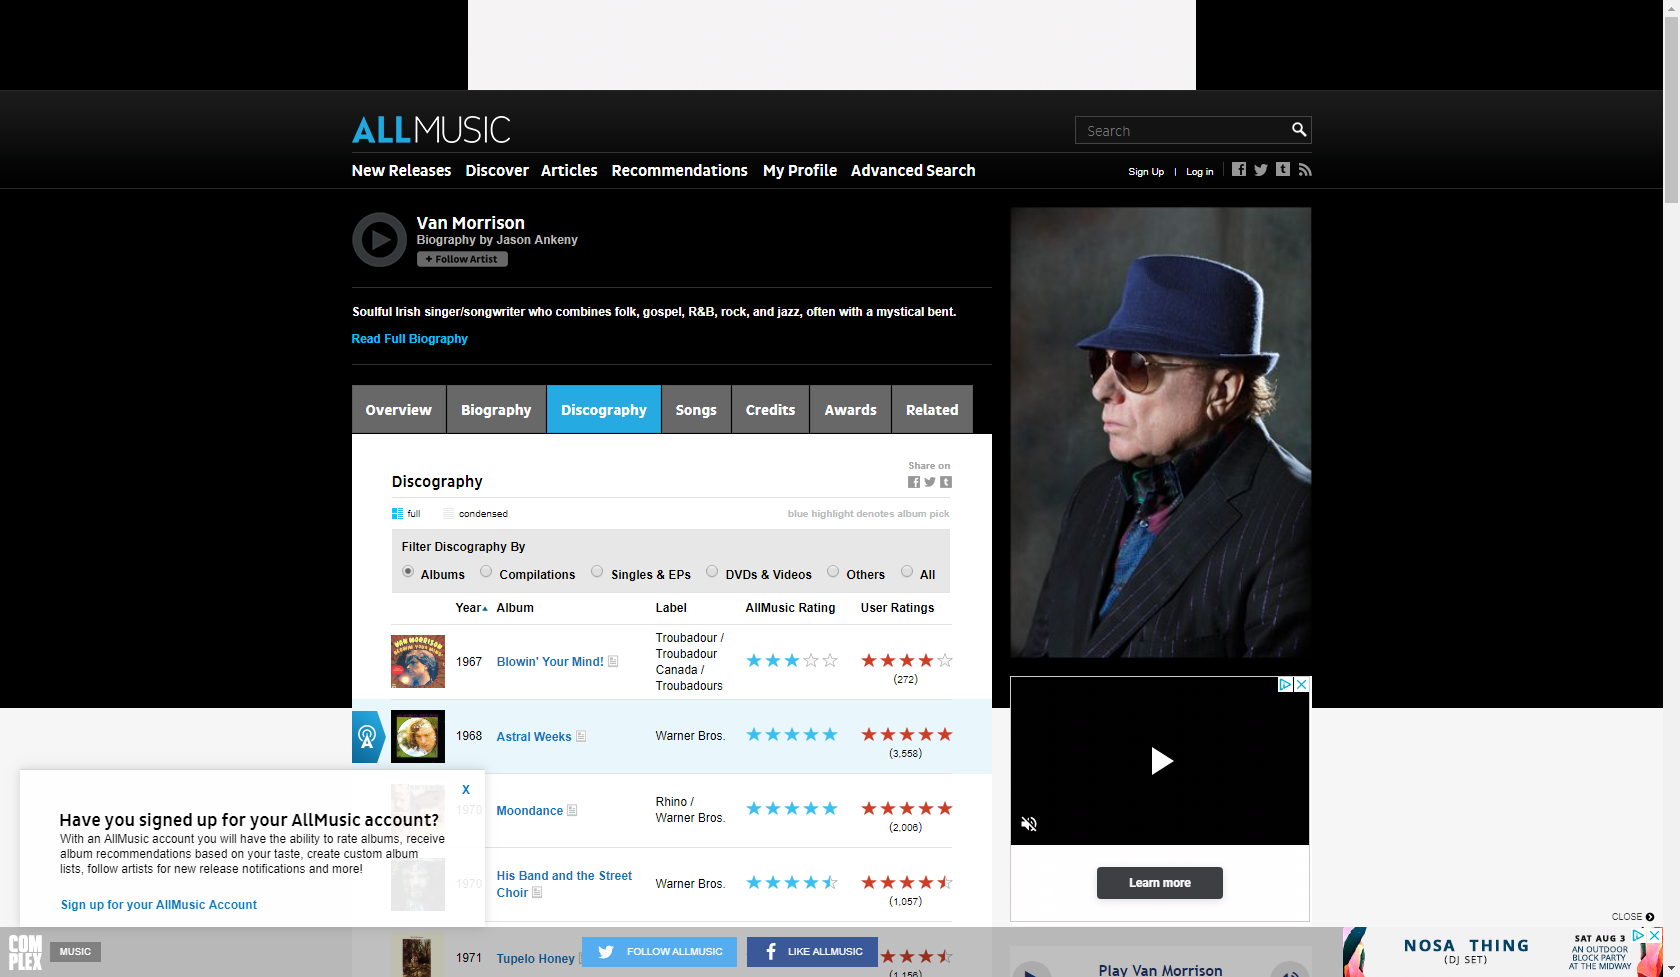 ALLMUSIC
Search
New Releases Discover Articles Recommendations My Profile Advanced Search
Sign Up | Log in
Van Morrison
Biography by Jason Ankeny
+ Follow Artist
Soulful Irish singer/songwriter who combines folk, gospel, R&B, rock, and jazz, often with a mystical bent.
Read Full Biography
Overview Biography Discography Songs Credits Awards Related
Share on
Discography
full condensed
blue highlight denotes album pick
Filter Discography By
Albums Compilations Singles & EPs DVDs & Videos Others All
Year Album Label AllMusic Rating User Ratings
VAN MORRISON
BLOWIN' YOUR MIND!
1967 Blowin' Your Mind!
Troubadour /
Troubadour
Canada /
Troubadours
(272)
1968 Astral Weeks Warner Bros.
(3,558)
1970 Moondance
Rhino /
Warner Bros.
(2,006)
1970
His Band and the Street
Choir
Warner Bros.
(1,057)
1971 Tupelo Honey
(1,156)
X
Have you signed up for your AllMusic account?
With an AllMusic account you will have the ability to rate albums, receive
album recommendations based on your taste, create custom album
lists, follow artists for new release notifications and more!
Sign up for your AllMusic Account
Learn more
CLOSE
COM
PLEX
MUSIC
FOLLOW ALLMUSIC
LIKE ALLMUSIC
Play Van Morrison
NOSA THING
(DJ SET)
SAT AUG 3
AN OUTDOOR
BLOCK PARTY
AT THE MIDWAY